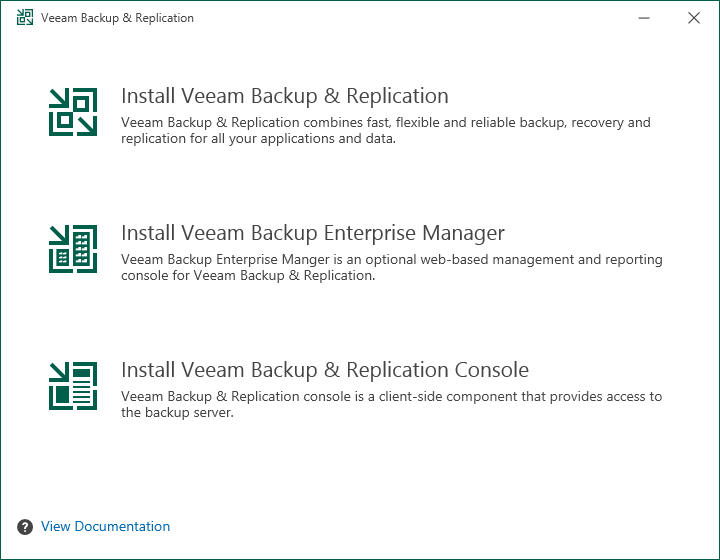 Veeam Backup & Replication
Install Veeam Backup & Replication
Veeam Backup & Replication combines fast, flexible and reliable backup, recovery and
replication for all your applications and data.
Install Veeam Backup Enterprise Manager
Veeam Backup Enterprise Manger is an optional web-based management and reporting
console for Veeam Backup & Replication.
Install Veeam Backup & Replication Console
Veeam Backup & Replication console is a client-side component that provides access to
the backup server.
? View Documentation